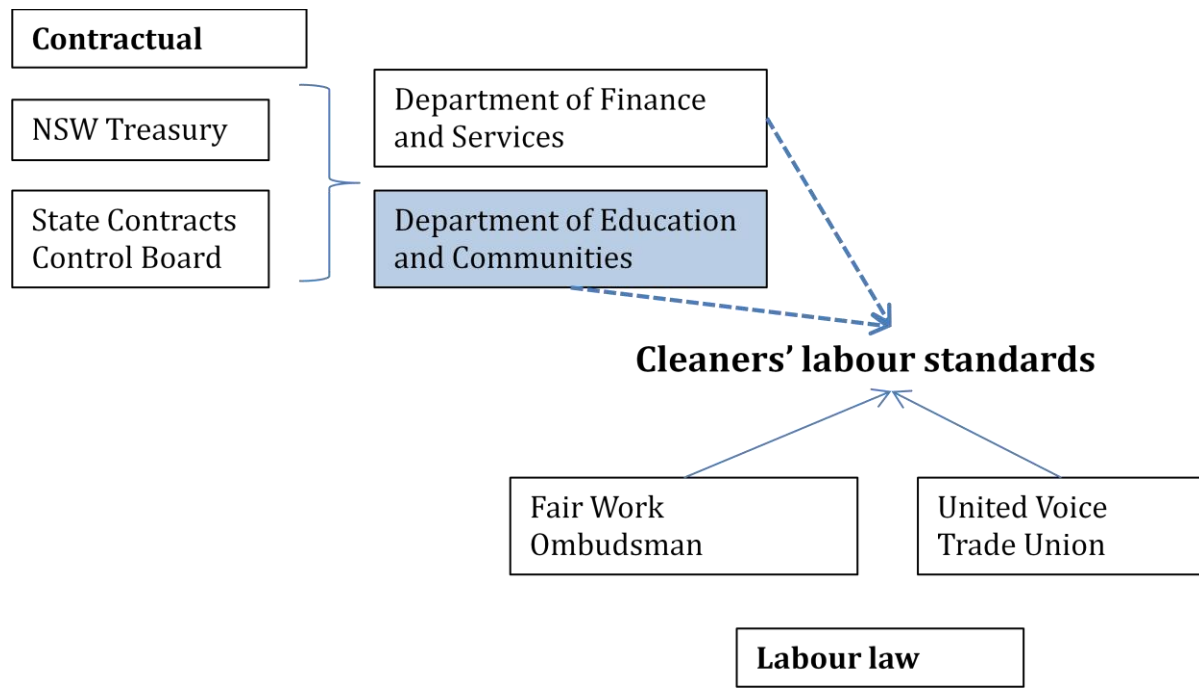 Contractual
NSW Treasury
State Contracts
Control Board
Department of Finance
and Services
Department of Education
and Communities
Cleaners’ labour standards
Fair Work
Ombudsman
United Voice
Trade Union
Labour law